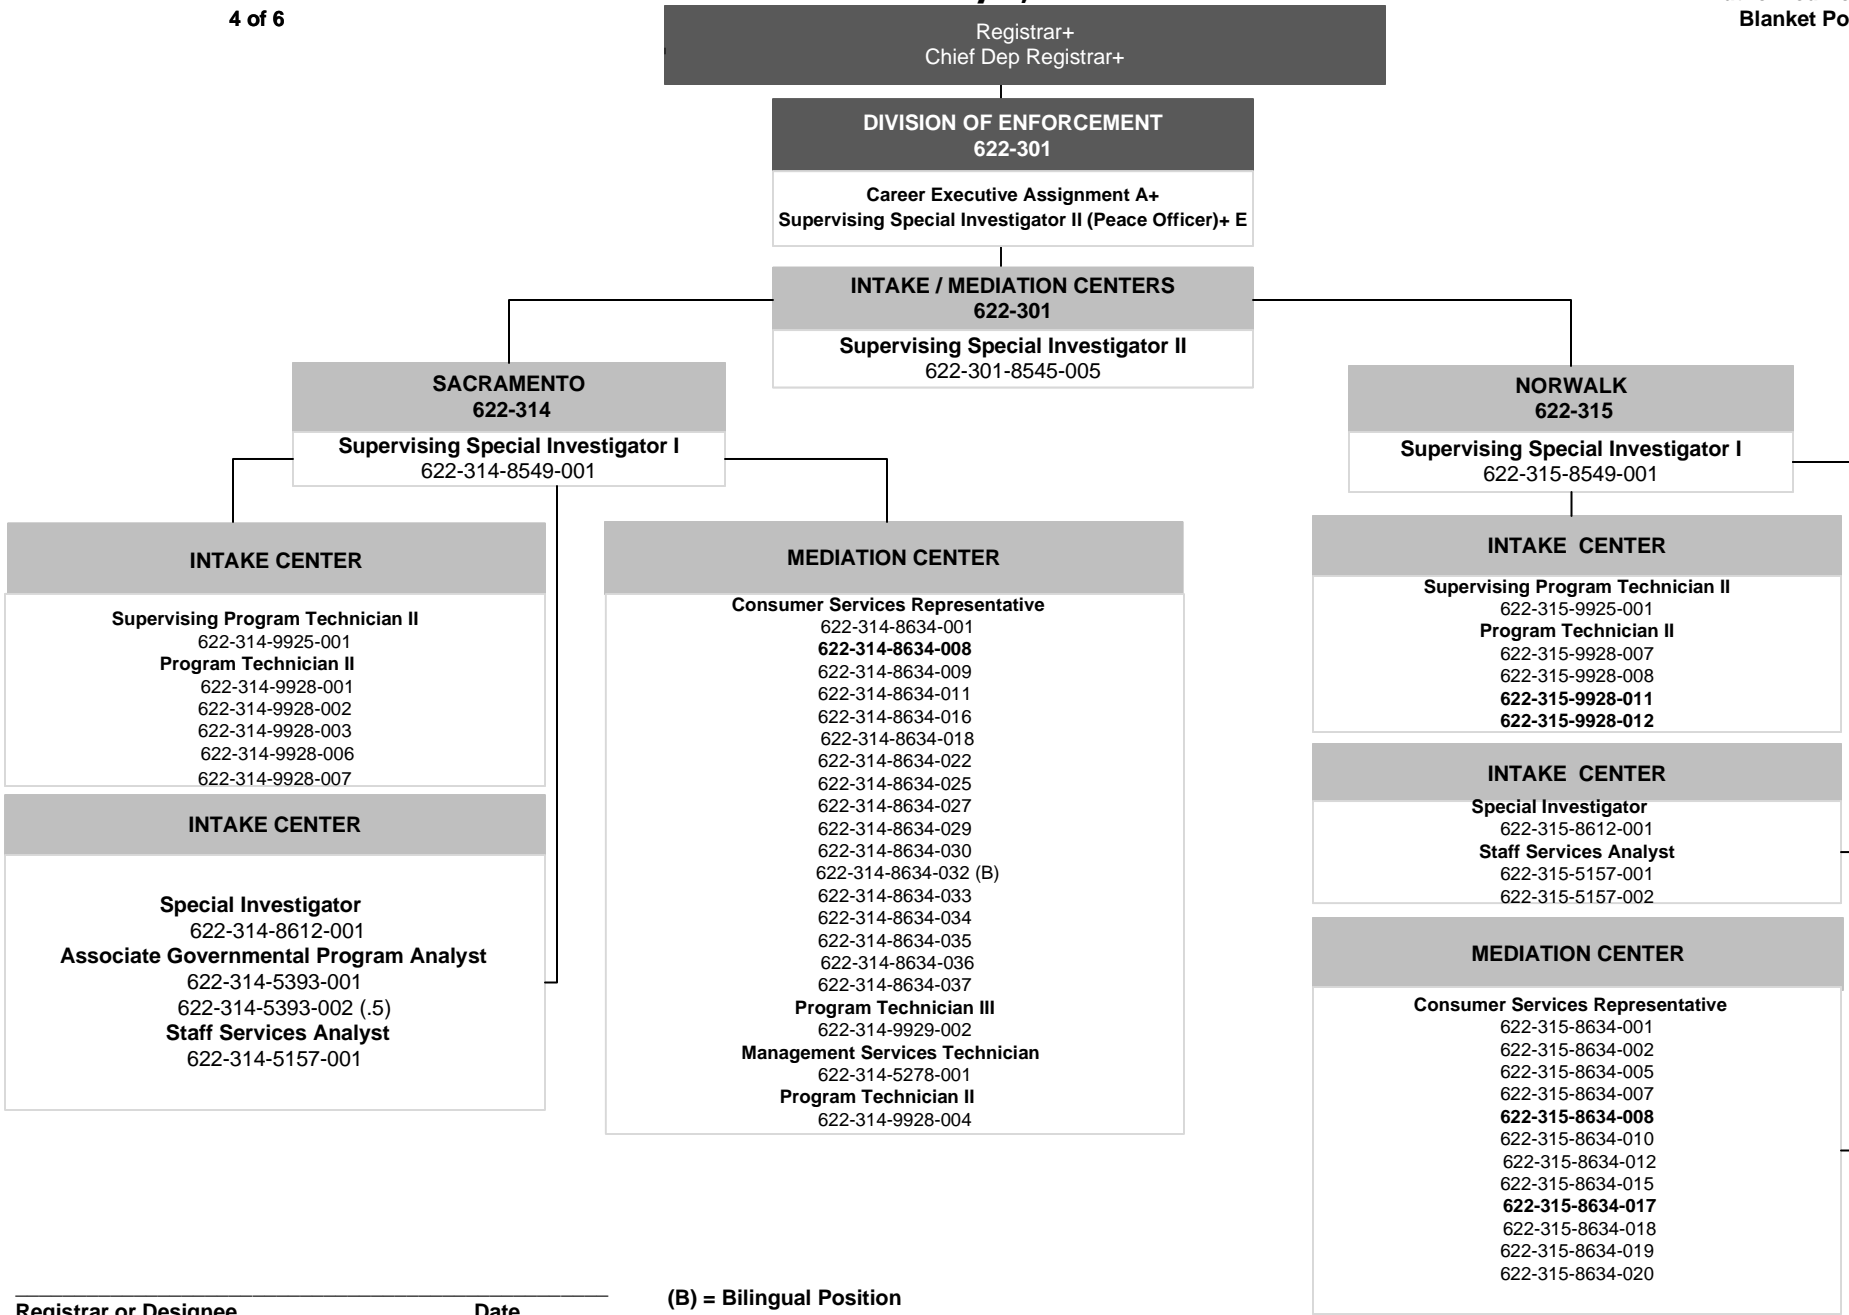 4 of 6
Blanket Po
Registrar+
Chief Dep Registrar+
DIVISION OF ENFORCEMENT
622-301
Career Executive Assignment A+
Supervising Special Investigator II (Peace Officer)+ E
INTAKE / MEDIATION CENTERS
622-301
Supervising Special Investigator II
622-301-8545-005
SACRAMENTO
622-314
Supervising Special Investigator I
622-314-8549-001
INTAKE CENTER
Supervising Program Technician II
622-314-9925-001
Program Technician II
622-314-9928-001
622-314-9928-002
622-314-9928-003
622-314-9928-006
622-314-9928-007
INTAKE CENTER
Special Investigator
622-314-8612-001
Associate Governmental Program Analyst
622-314-5393-001
622-314-5393-002 (.5)
Staff Services Analyst
622-314-5157-001
MEDIATION CENTER
Consumer Services Representative
622-314-8634-001
622-314-8634-008
622-314-8634-009
622-314-8634-011
622-314-8634-016
622-314-8634-018
622-314-8634-022
622-314-8634-025
622-314-8634-027
622-314-8634-029
622-314-8634-030
622-314-8634-032 (B)
622-314-8634-033
622-314-8634-034
622-314-8634-035
622-314-8634-036
622-314-8634-037
Program Technician III
622-314-9929-002
Management Services Technician
622-314-5278-001
Program Technician II
622-314-9928-004
NORWALK
622-315
Supervising Special Investigator I
622-315-8549-001
INTAKE CENTER
Supervising Program Technician II
622-315-9925-001
Program Technician II
622-315-9928-007
622-315-9928-008
622-315-9928-011
622-315-9928-012
INTAKE CENTER
Special Investigator
622-315-8612-001
Staff Services Analyst
622-315-5157-001
622-315-5157-002
MEDIATION CENTER
Consumer Services Representative
622-315-8634-001
622-315-8634-002
622-315-8634-005
622-315-8634-007
622-315-8634-008
622-315-8634-010
622-315-8634-012
622-315-8634-015
622-315-8634-017
622-315-8634-018
622-315-8634-019
622-315-8634-020
Registrar or Designee Date
(B) = Bilingual Position